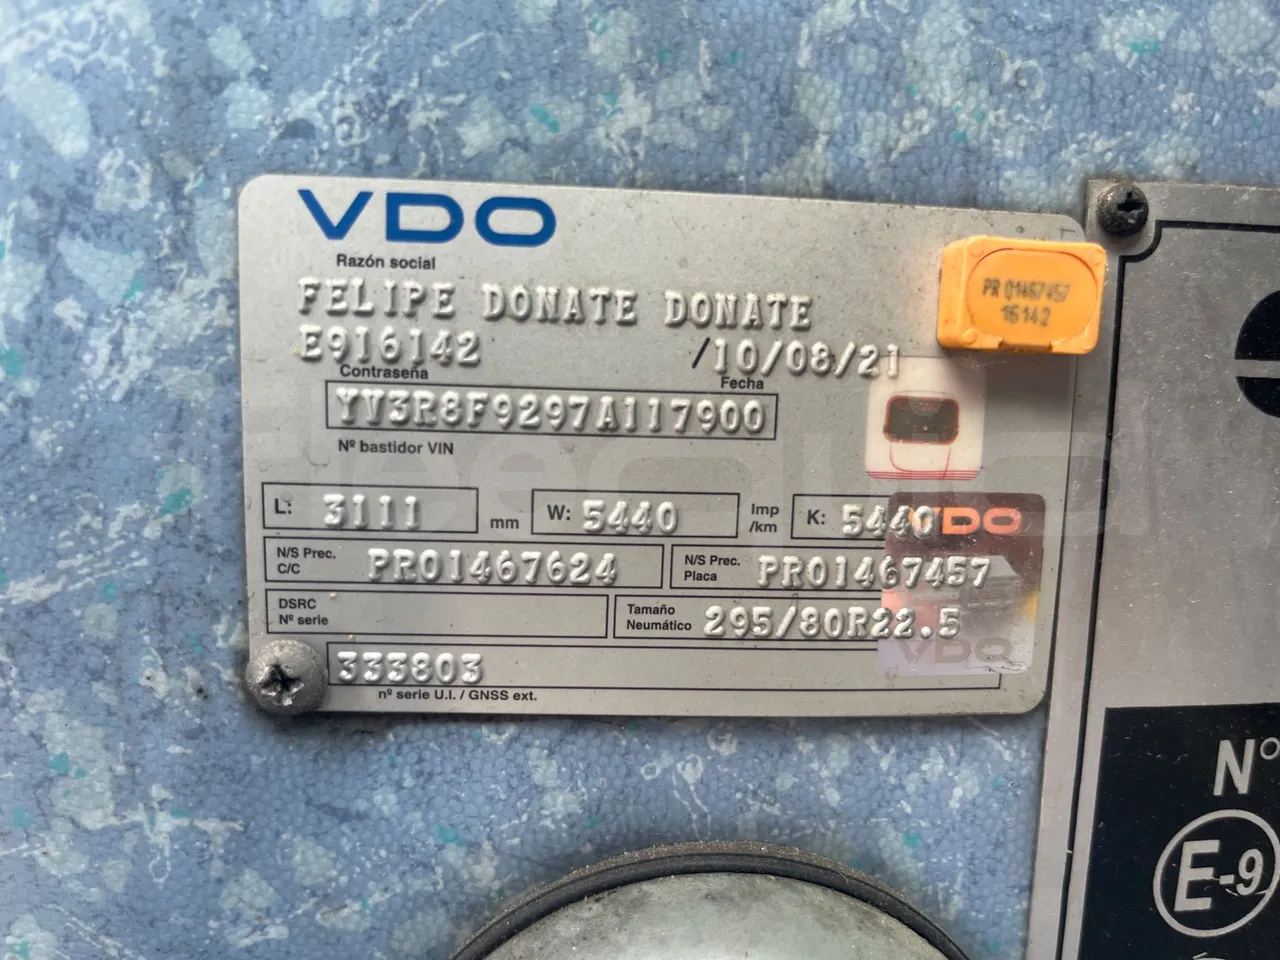 VDO
Razón social
FELIPE DONATE DONATE
E916142 /10/08/21
Contraseña Fecha
YV3R8F9297A117900
Nº bastidor VIN
L: 3111 mm W: 5440 Imp /km K: 5440
N/S Prec. C/C PR01467624 N/S Prec. Placa PR01467457
DSRC Nº serie Tamaño Neumático 295/80R22.5
333803
nº serie U.I. / GNSS ext.
PR 01467457
16142
VDO
VDO
N°
E-9